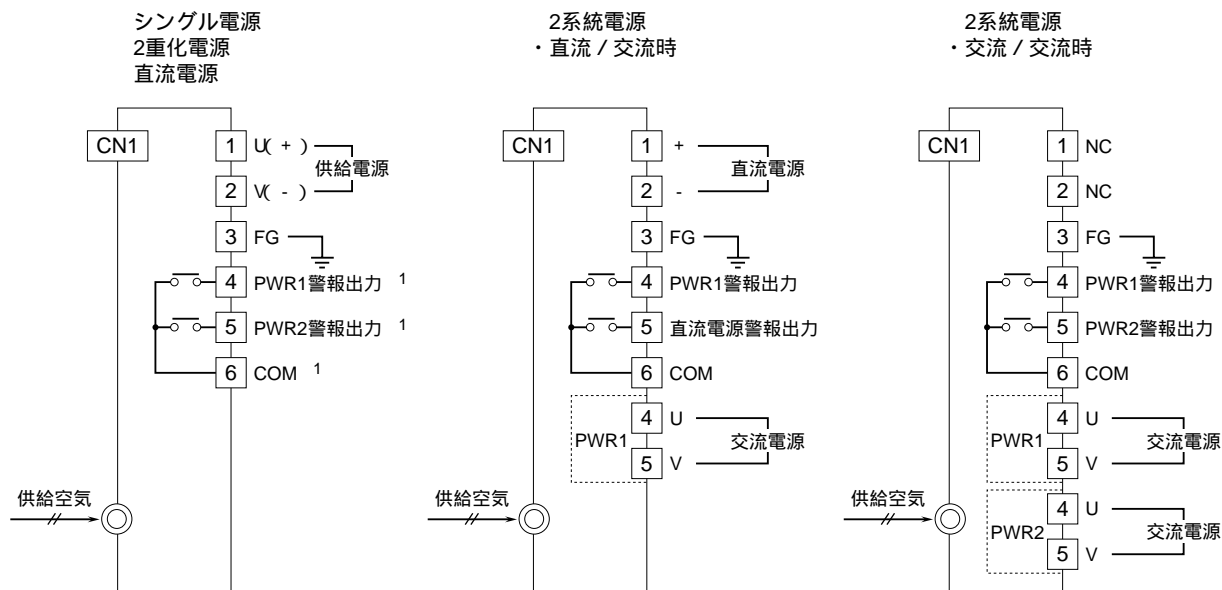 シングル電源
2重化電源
直流電源
CN1
1 U( + )
供給電源
2 V( - )
3 FG
4 PWR1警報出力 1
5 PWR2警報出力 1
6 COM 1
供給空気
2系統電源
・直流 / 交流時
CN1
1 +
直流電源
2 -
3 FG
4 PWR1警報出力
5 直流電源警報出力
6 COM
4 U
PWR1
交流電源
5 V
供給空気
2系統電源
・交流 / 交流時
CN1
1 NC
2 NC
3 FG
4 PWR1警報出力
5 PWR2警報出力
6 COM
4 U
PWR1
交流電源
5 V
供給空気
4 U
PWR2
交流電源
5 V